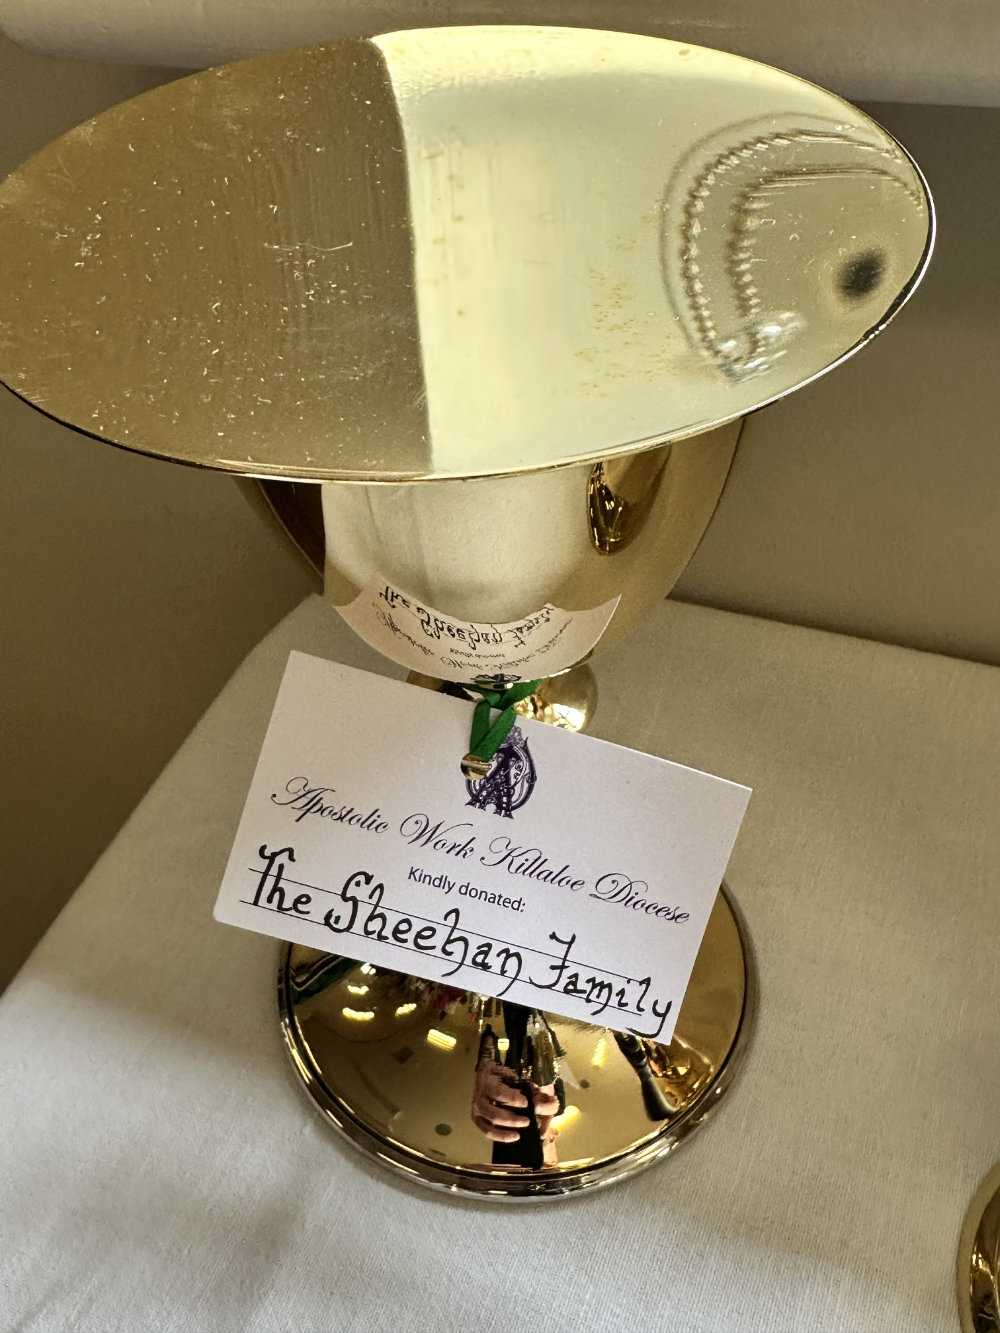 Apostolic Work Killaloe Diocese
Kindly donated:
The Sheehan Family